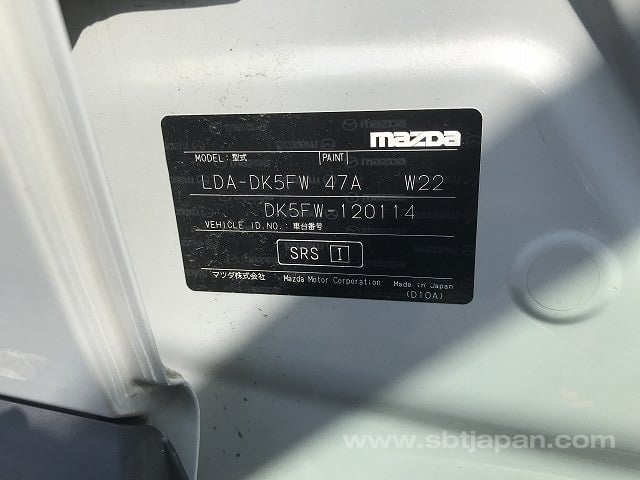 mazda
MODEL:型式 PAINT
LDA-DK5FW 47A W22
DK5FW-120114
VEHICLE ID.NO.:車台番号
SRS I
マツダ株式会社 Mazda Motor Corporation Made in Japan
(D10A)
www.sbtjapan.com